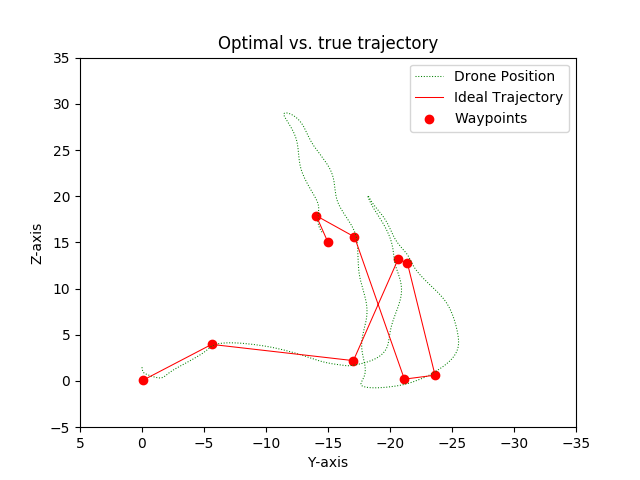 Optimal vs. true trajectory
Drone Position
Ideal Trajectory
Waypoints
35
30
25
20
15
10
5
0
−5
Z-axis
5 0 −5 −10 −15 −20 −25 −30 −35
Y-axis